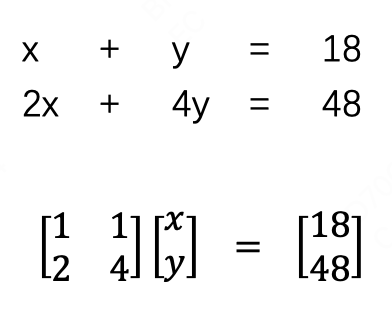 x + y = 18
2x + 4y = 48
[1 1] [x] = [18]
[2 4] [y] = [48]